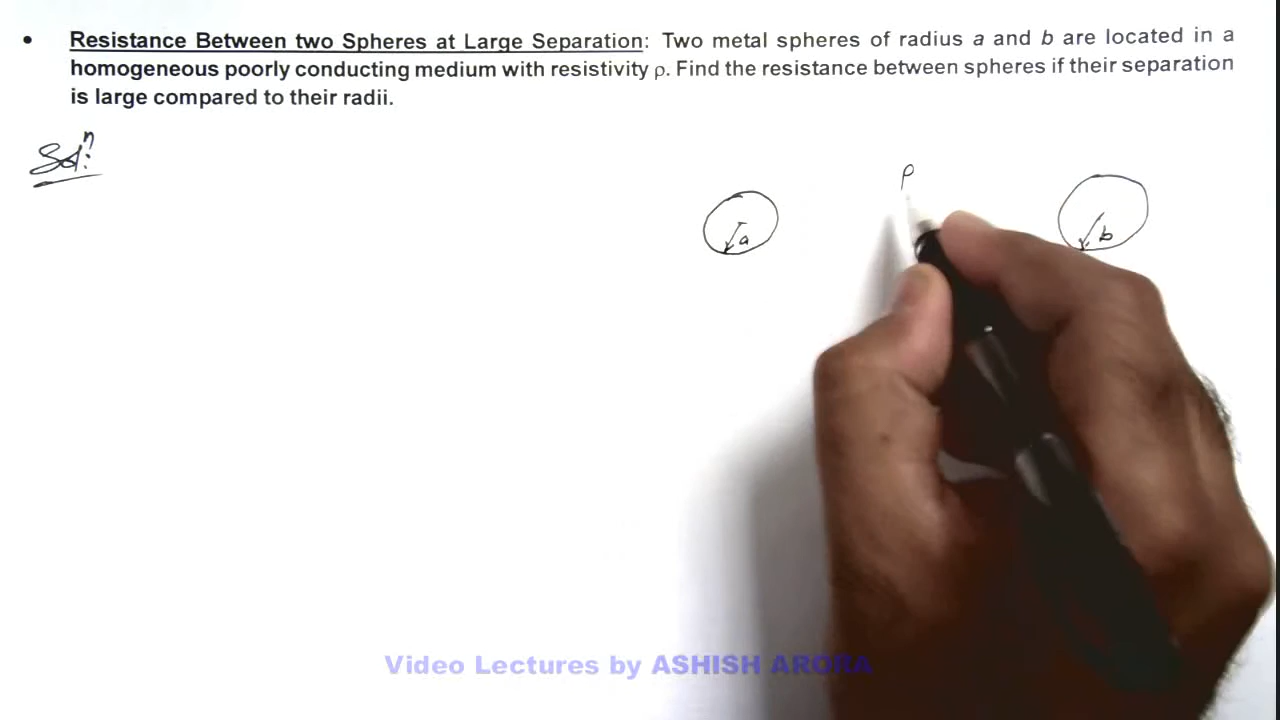 • Resistance Between two Spheres at Large Separation: Two metal spheres of radius a and b are located in a
homogeneous poorly conducting medium with resistivity ρ. Find the resistance between spheres if their separation
is large compared to their radii.
Solⁿ:
ρ
a
b
Video Lectures by ASHISH ARORA